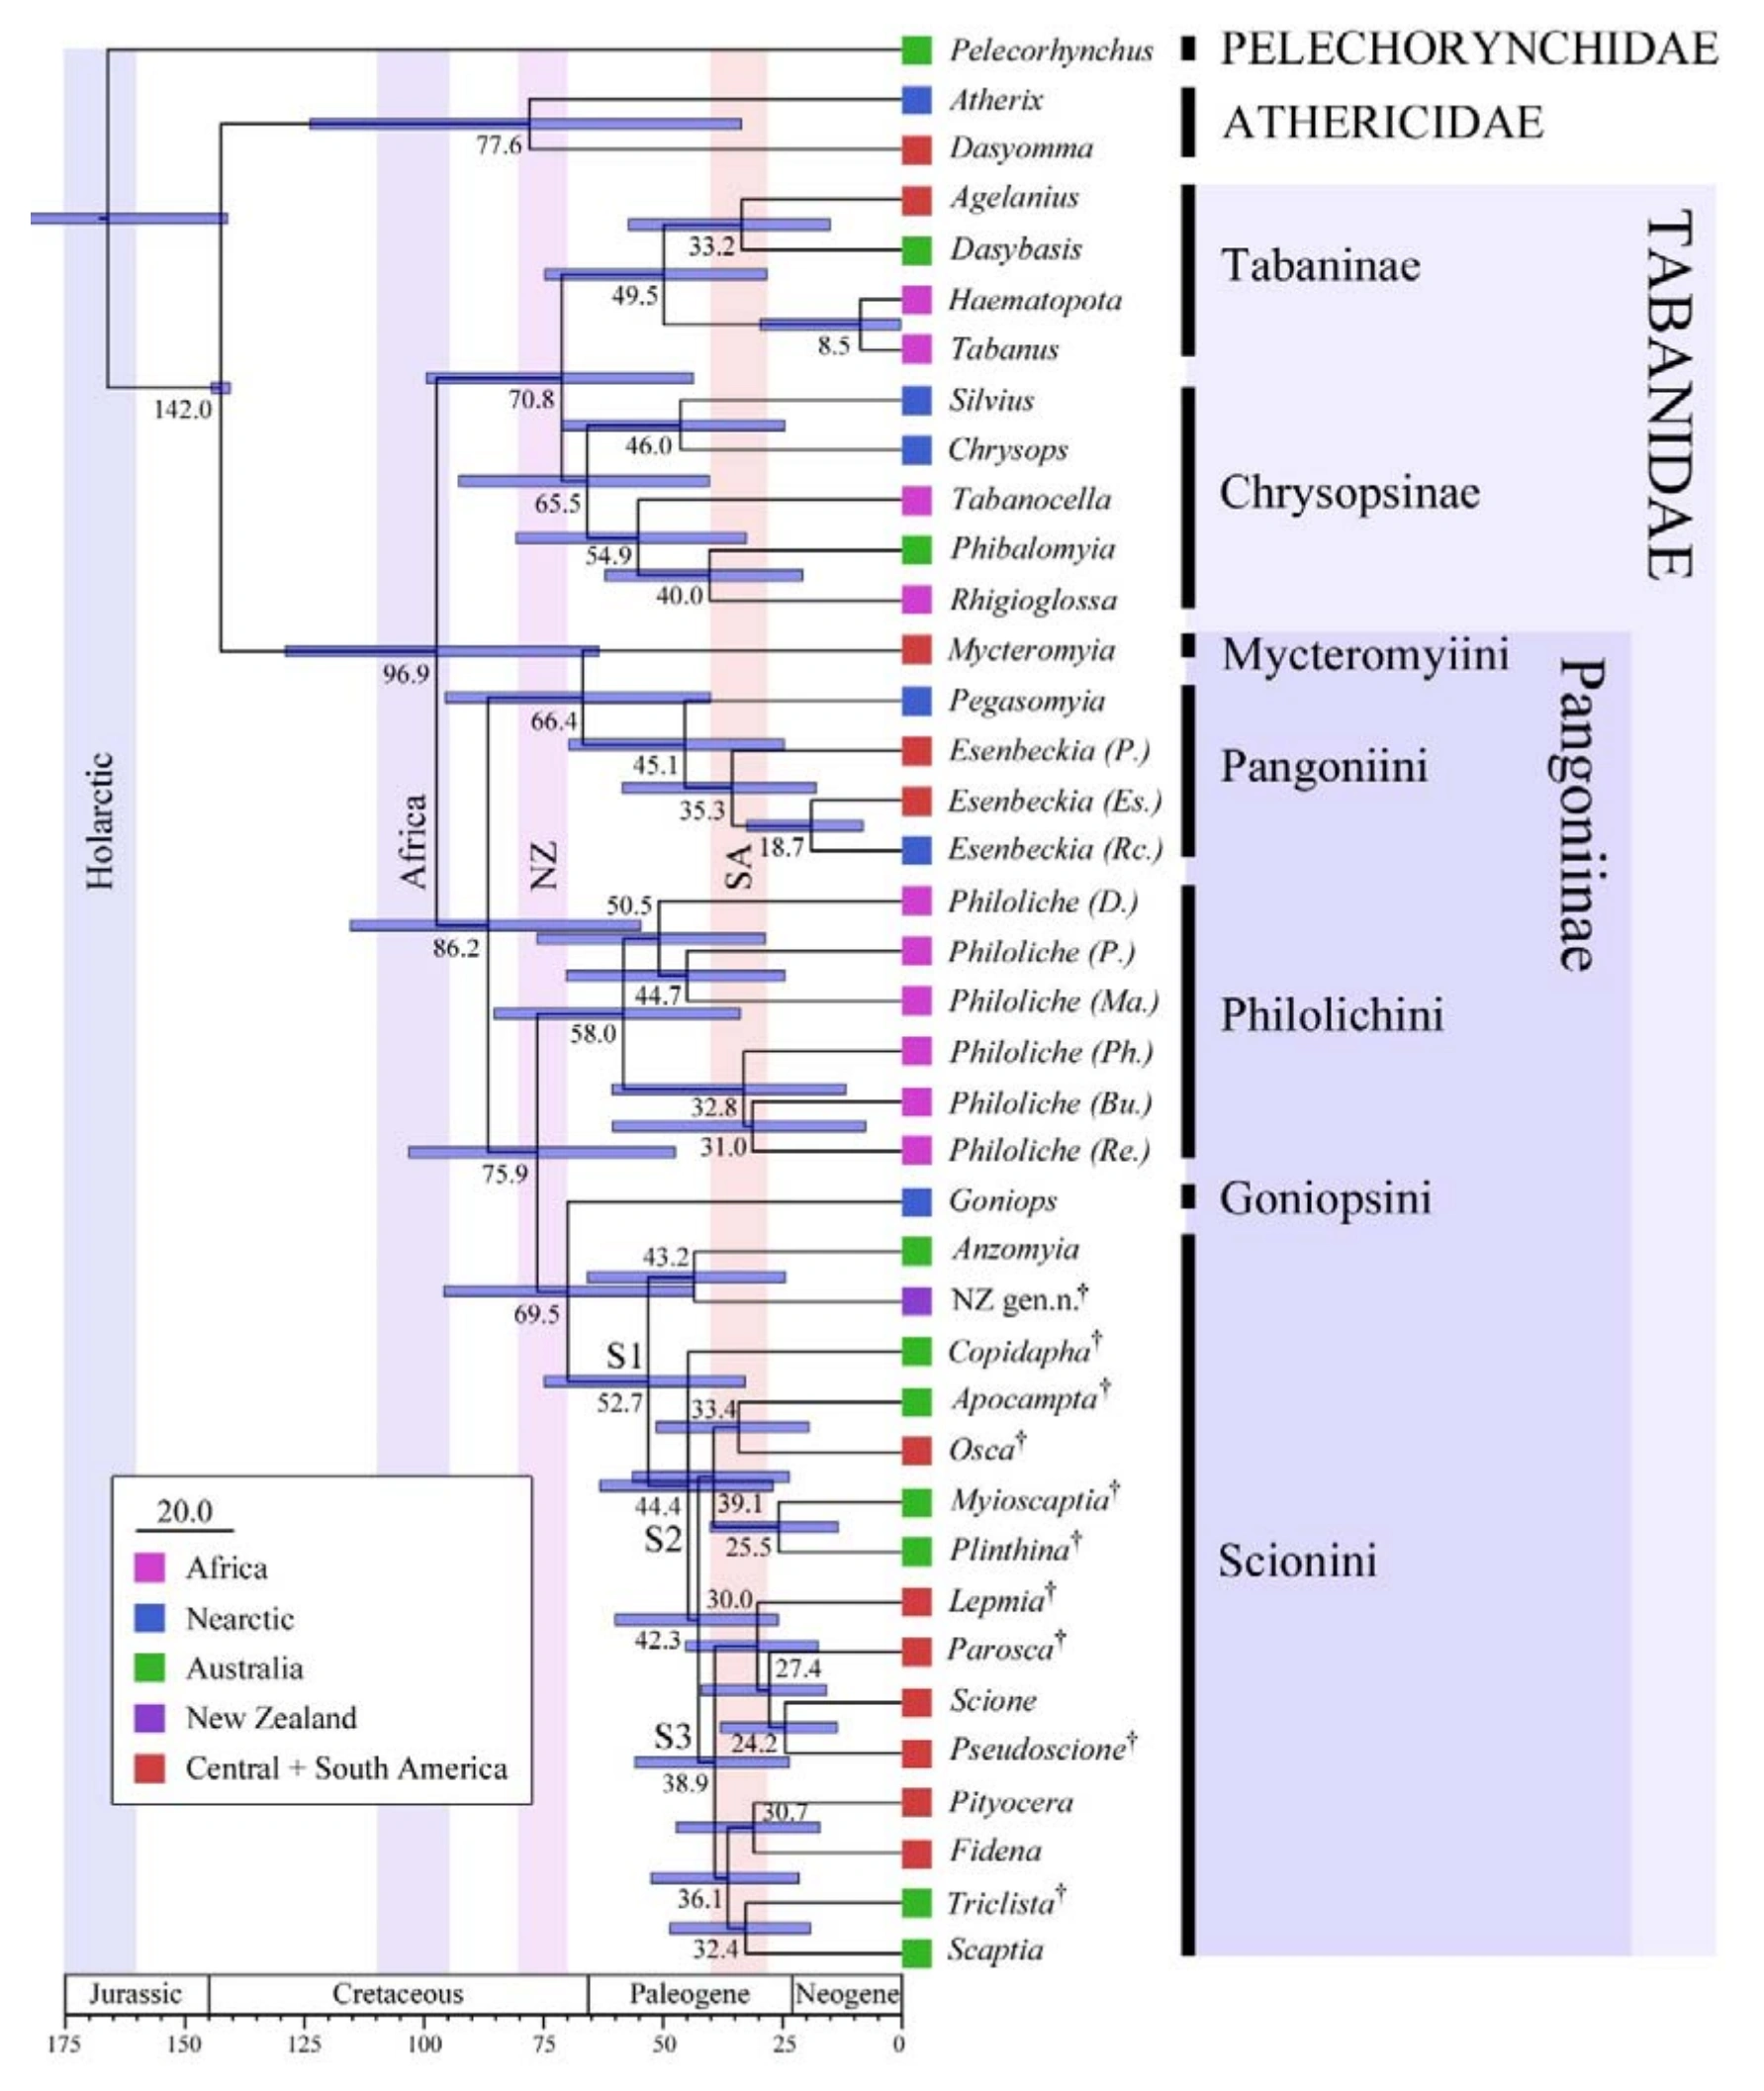 Pelecorhynchus
PELECHORYNCHIDAE
Atherix
ATHERICIDAE
77.6
Dasyomma
Agelanius
TABANIDAE
33.2
Dasybasis
Tabaninae
49.5
Haematopota
8.5
Tabanus
70.8
Silvius
142.0
46.0
Chrysops
65.5
Tabanocella
Chrysopsinae
54.9
Phibalomyia
40.0
Rhigioglossa
96.9
Mycteromyia
Mycteromyiini
Pangoniinae
66.4
Pegasomyia
45.1
Esenbeckia (P.)
Pangoniini
35.3
Esenbeckia (Es.)
18.7
Esenbeckia (Rc.)
Holarctic
Africa
NZ
SA
50.5
Philoliche (D.)
86.2
Philoliche (P.)
44.7
Philoliche (Ma.)
Philolichini
58.0
Philoliche (Ph.)
32.8
Philoliche (Bu.)
31.0
Philoliche (Re.)
75.9
Goniops
Goniopsini
43.2
Anzomyia
69.5
NZ gen.n.†
S1
Copidapha†
52.7
33.4
Apocampta†
Osca†
44.4
39.1
Myioscaptia†
S2
25.5
Plinthina†
Scionini
30.0
Lepmia†
42.3
Parosca†
27.4
Scione
S3
24.2
Pseudoscione†
38.9
30.7
Pityocera
Fidena
36.1
Triclista†
32.4
Scaptia
20.0
Africa
Nearctic
Australia
New Zealand
Central + South America
Jurassic Cretaceous Paleogene Neogene
175 150 125 100 75 50 25 0